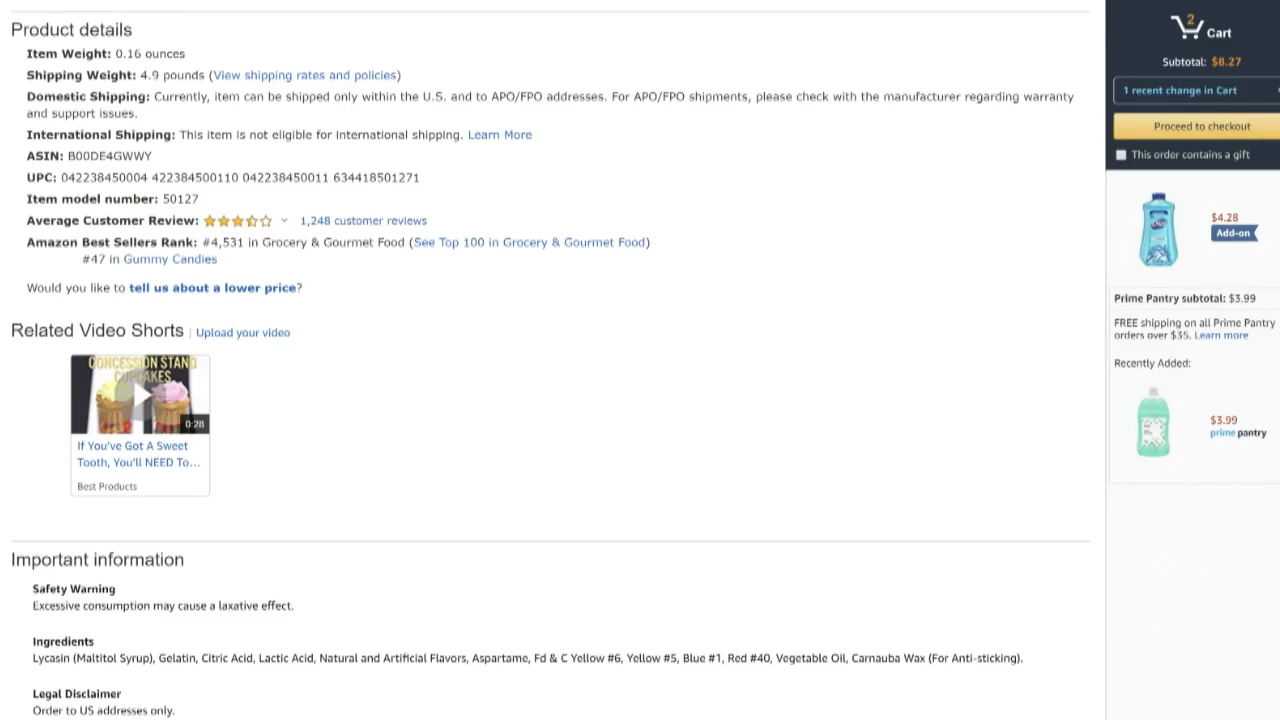 Product details
Item Weight: 0.16 ounces
Shipping Weight: 4.9 pounds (View shipping rates and policies)
Domestic Shipping: Currently, item can be shipped only within the U.S. and to APO/FPO addresses. For APO/FPO shipments, please check with the manufacturer regarding warranty
and support issues.
International Shipping: This item is not eligible for international shipping. Learn More
ASIN: B00DE4GWWY
UPC: 042238450004 422384500110 042238450011 634418501271
Item model number: 50127
Average Customer Review: 1,248 customer reviews
Amazon Best Sellers Rank: #4,531 in Grocery & Gourmet Food (See Top 100 in Grocery & Gourmet Food)
#47 in Gummy Candies
Would you like to tell us about a lower price?
Related Video Shorts | Upload your video
CONCESSION STAND
CUPCAKES
0:28
If You've Got A Sweet
Tooth, You'll NEED To...
Best Products
Important information
Safety Warning
Excessive consumption may cause a laxative effect.
Ingredients
Lycasin (Maltitol Syrup), Gelatin, Citric Acid, Lactic Acid, Natural and Artificial Flavors, Aspartame, Fd & C Yellow #6, Yellow #5, Blue #1, Red #40, Vegetable Oil, Carnauba Wax (For Anti-sticking).
Legal Disclaimer
Order to US addresses only.
2
Cart
Subtotal: $8.27
1 recent change in Cart
Proceed to checkout
This order contains a gift
Dial
$4.28
Add-on
Prime Pantry subtotal: $3.99
FREE shipping on all Prime Pantry
orders over $35. Learn more
Recently Added:
$3.99
prime pantry